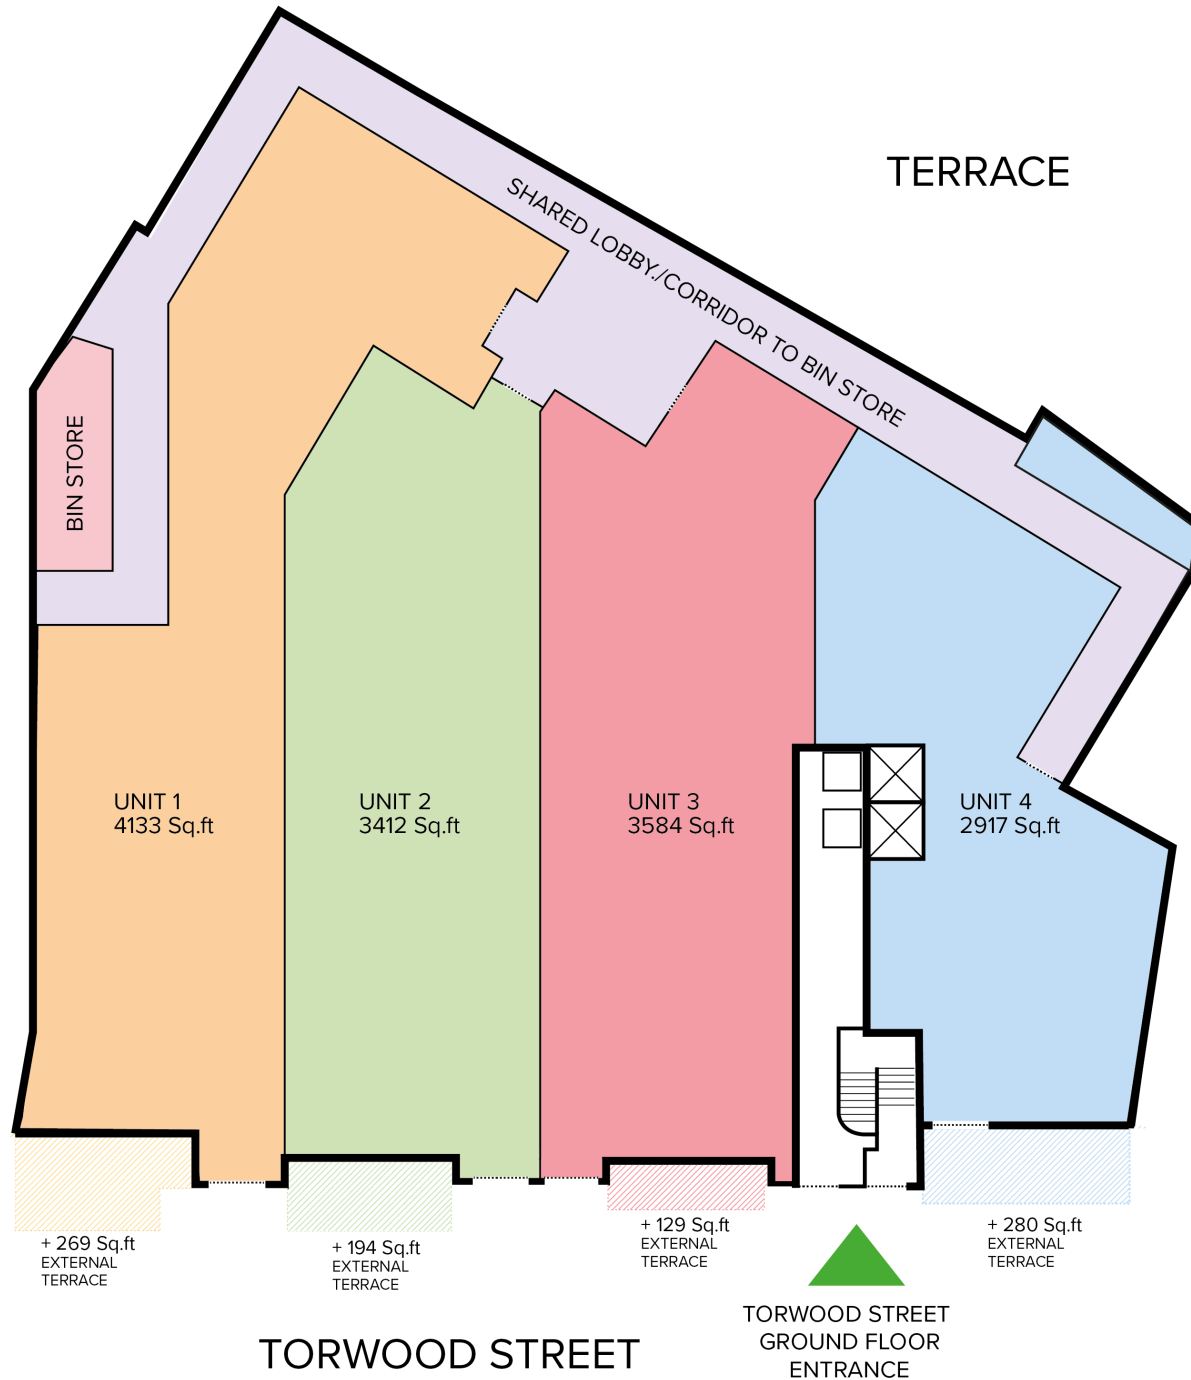 TERRACE
SHARED LOBBY./CORRIDOR TO BIN STORE
BIN STORE
UNIT 1
4133 Sq.ft
UNIT 2
3412 Sq.ft
UNIT 3
3584 Sq.ft
UNIT 4
2917 Sq.ft
+ 269 Sq.ft
EXTERNAL
TERRACE
+ 194 Sq.ft
EXTERNAL
TERRACE
+ 129 Sq.ft
EXTERNAL
TERRACE
+ 280 Sq.ft
EXTERNAL
TERRACE
TORWOOD STREET
GROUND FLOOR
ENTRANCE
TORWOOD STREET